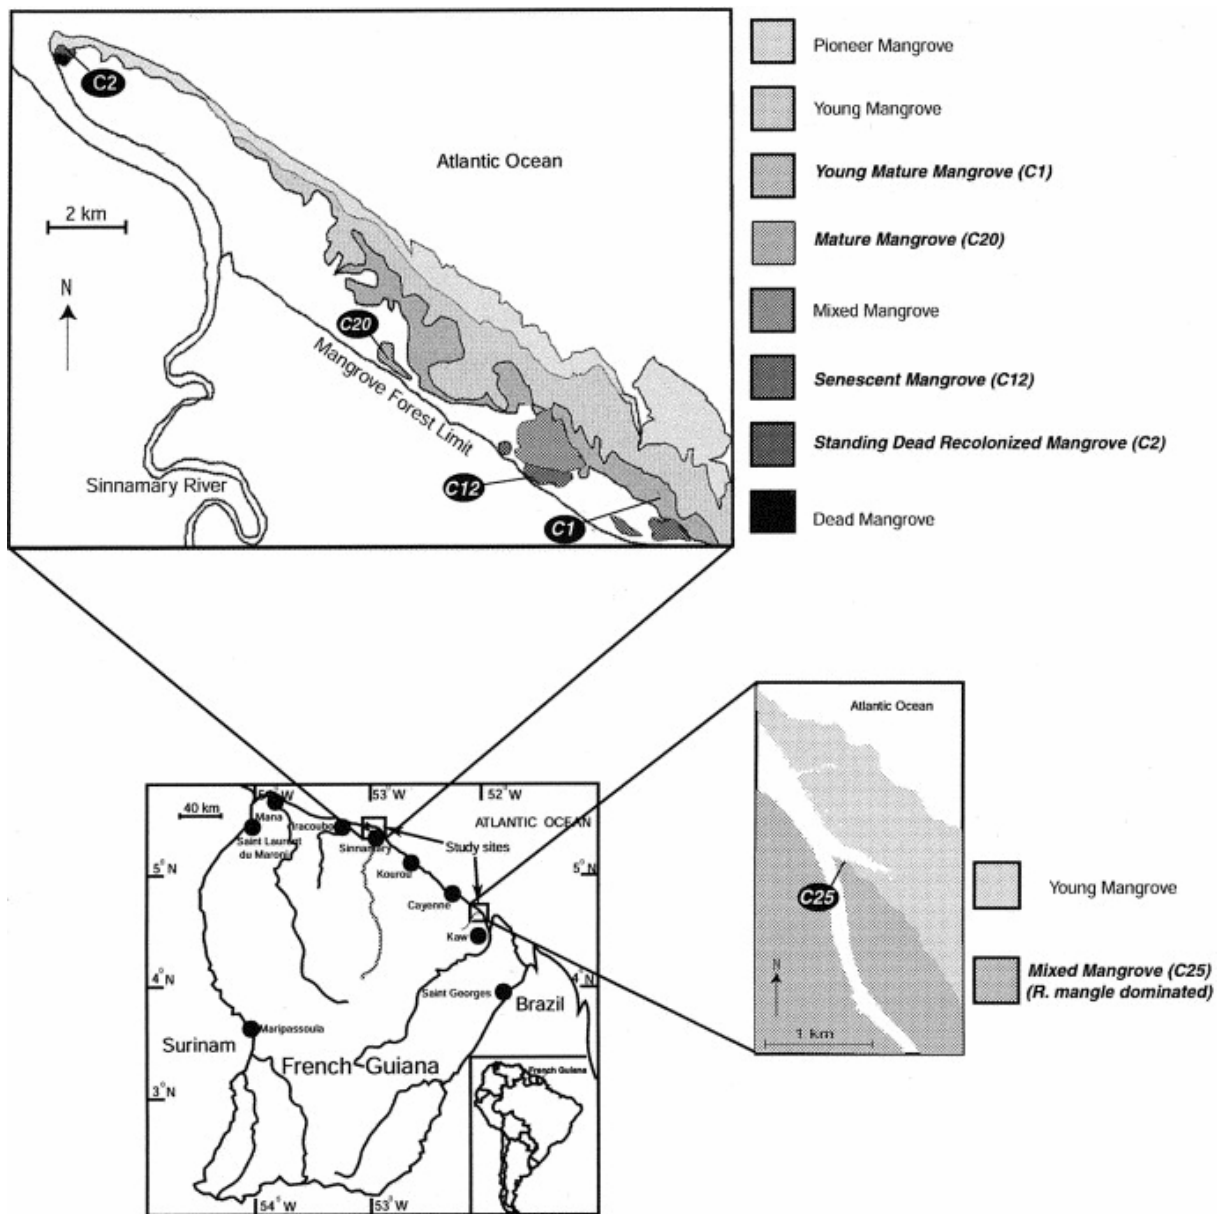 C2
Atlantic Ocean
2 km
N
C20
Mangrove Forest Limit
Sinnamary River
C12
C1
Pioneer Mangrove
Young Mangrove
Young Mature Mangrove (C1)
Mature Mangrove (C20)
Mixed Mangrove
Senescent Mangrove (C12)
Standing Dead Recolonized Mangrove (C2)
Dead Mangrove
Atlantic Ocean
C25
N
1 km
Young Mangrove
Mixed Mangrove (C25)
(R. mangle dominated)
53°W
52°W
40 km
Mana
Iracoubo
ATLANTIC OCEAN
Saint Laurent
du Maroni
Sinnamary
Study sites
5°N
5°N
Kourou
Cayenne
Kaw
4°N
4°N
Saint Georges
Brazil
Maripassoula
Surinam
French Guiana
3°N
French Guiana
54°W
53°W